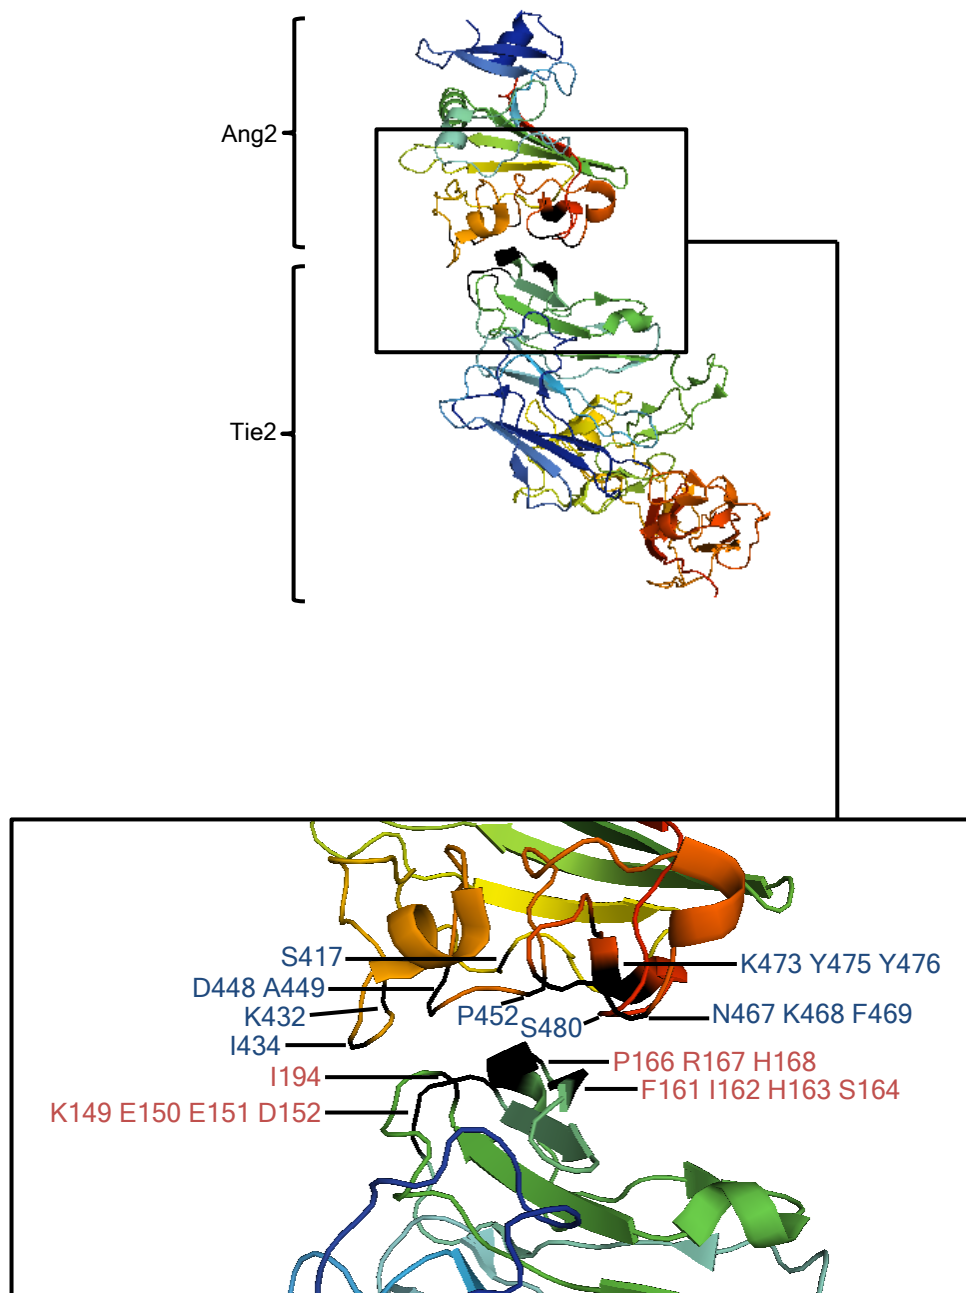 Ang2
Tie2
S417
K473 Y475 Y476
D448 A449
K432
P452
S480
N467 K468 F469
I434
P166 R167 H168
I194
F161 I162 H163 S164
K149 E150 E151 D152